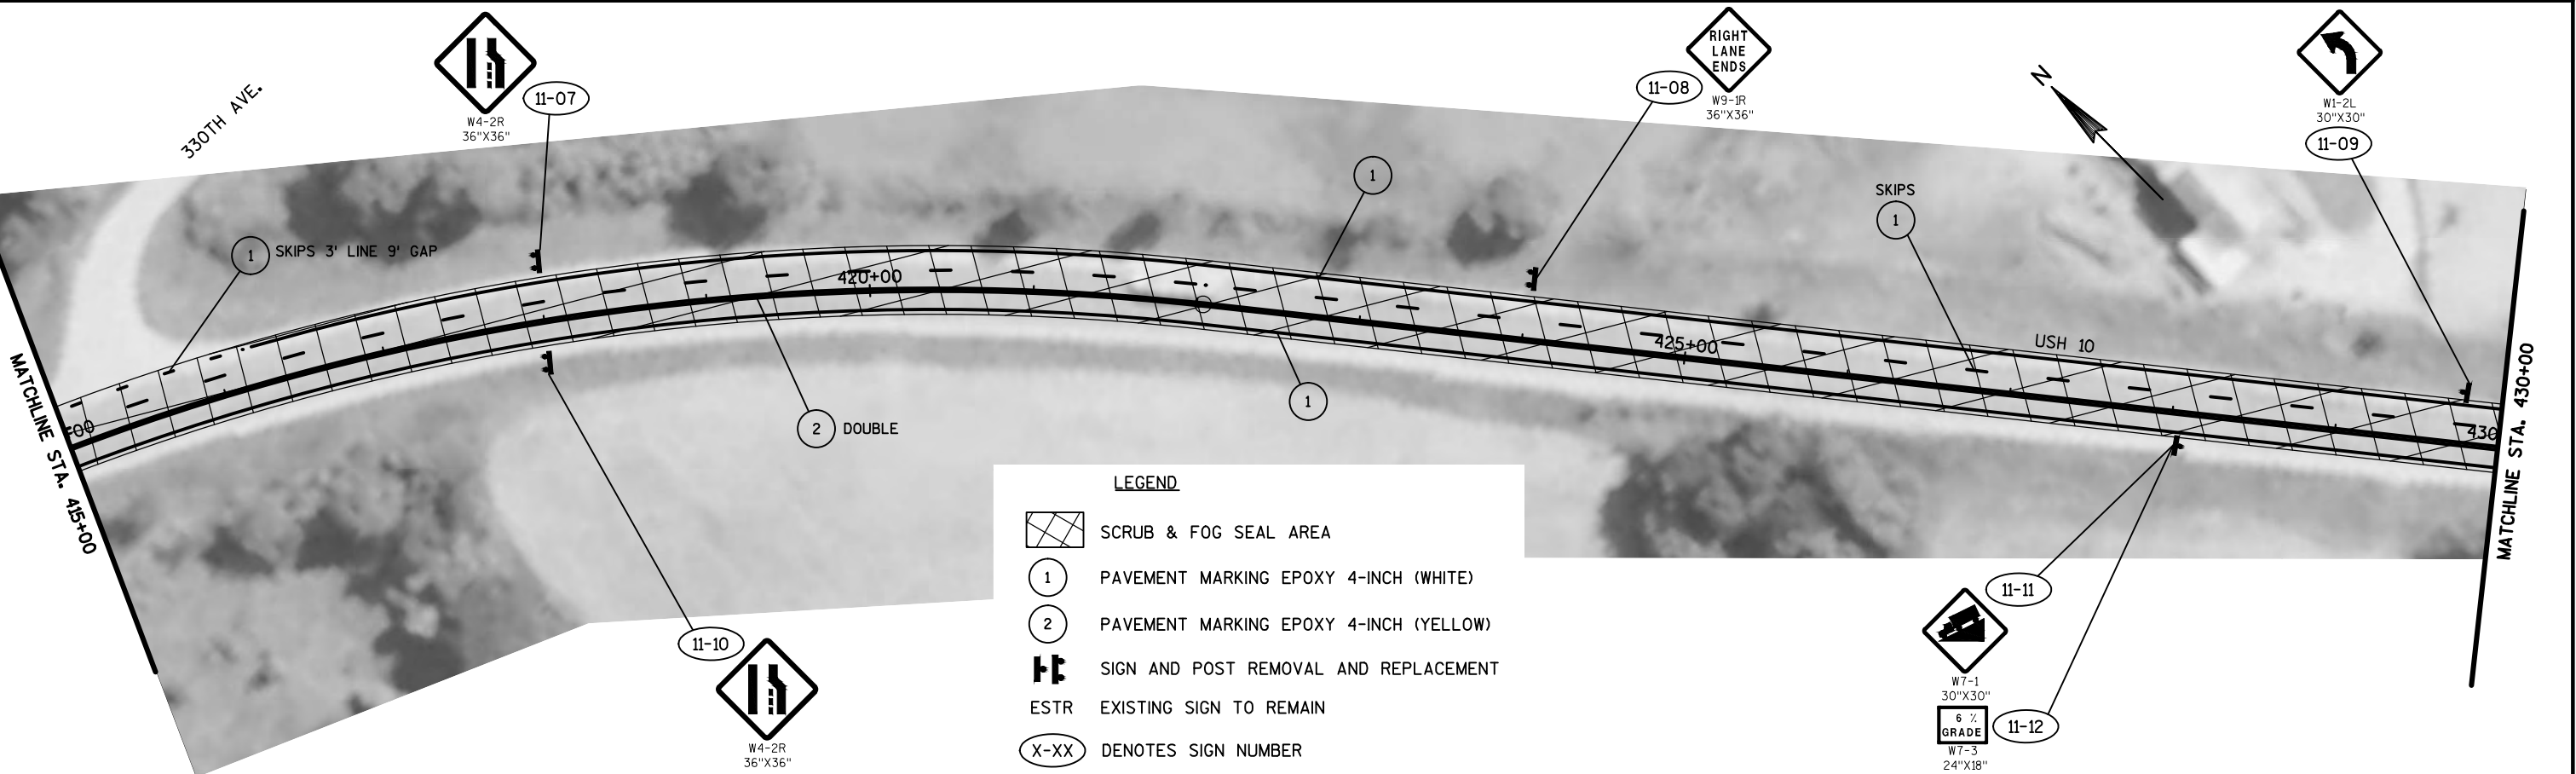 330TH AVE.
W4-2R
36"X36"
11-07
RIGHT
LANE
ENDS
W9-1R
36"X36"
11-08
N
W1-2L
30"X30"
11-09
1
SKIPS 3' LINE 9' GAP
1
SKIPS
1
420+00
425+00
USH 10
+00
430
MATCHLINE STA. 415+00
MATCHLINE STA. 430+00
2 DOUBLE
1
11-10
W4-2R
36"X36"
LEGEND
SCRUB & FOG SEAL AREA
1 PAVEMENT MARKING EPOXY 4-INCH (WHITE)
2 PAVEMENT MARKING EPOXY 4-INCH (YELLOW)
SIGN AND POST REMOVAL AND REPLACEMENT
ESTR EXISTING SIGN TO REMAIN
X-XX DENOTES SIGN NUMBER
11-11
W7-1
30"X30"
6 %
GRADE
11-12
W7-3
24"X18"